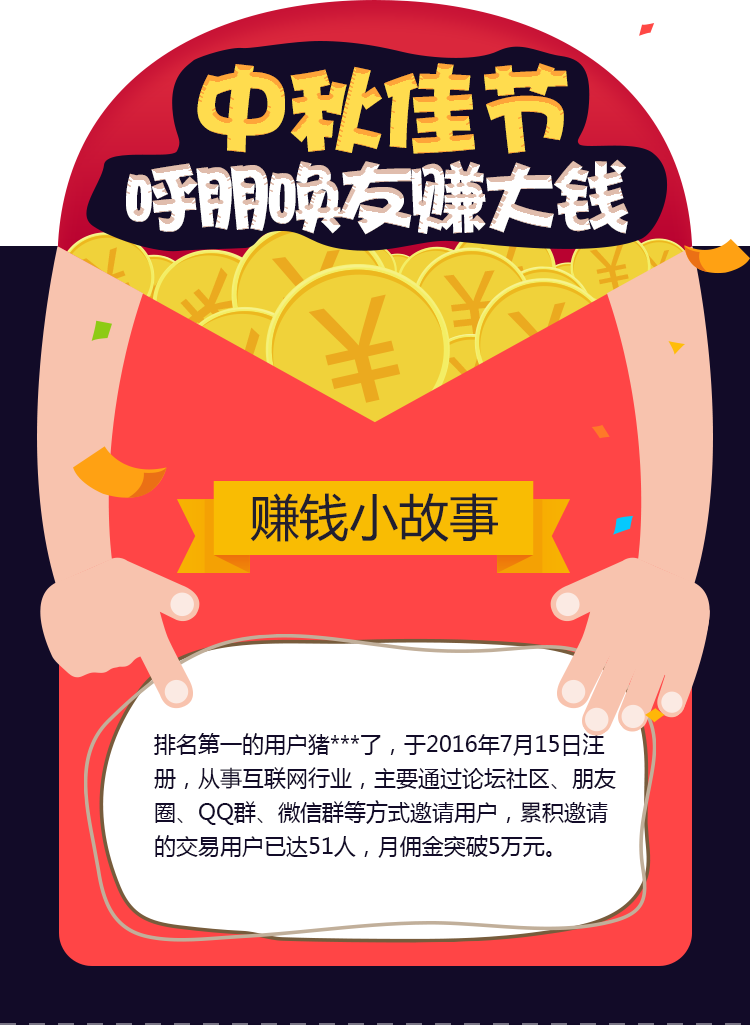 中秋佳节
呼朋唤友赚大钱
¥ ¥ ¥ ¥ ¥
¥
赚钱小故事
排名第一的用户猪***了，于2016年7月15日注
册，从事互联网行业，主要通过论坛社区、朋友
圈、QQ群、微信群等方式邀请用户，累积邀请
的交易用户已达51人，月佣金突破5万元。